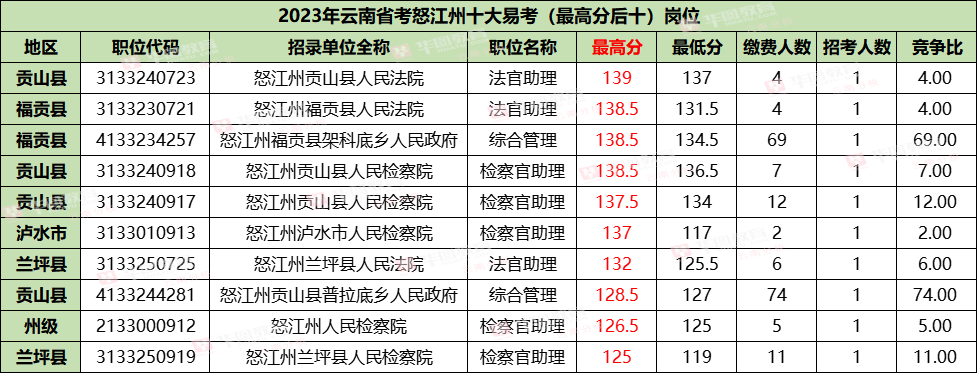 2023年云南省考怒江州十大易考（最高分后十）岗位
地区 职位代码 招录单位全称 职位名称 最高分 最低分 缴费人数 招考人数 竞争比
贡山县 3133240723 怒江州贡山县人民法院 法官助理 139 137 4 1 4.00
福贡县 3133230721 怒江州福贡县人民法院 法官助理 138.5 131.5 4 1 4.00
福贡县 4133234257 怒江州福贡县架科底乡人民政府 综合管理 138.5 134.5 69 1 69.00
贡山县 3133240918 怒江州贡山县人民检察院 检察官助理 138.5 136.5 7 1 7.00
贡山县 3133240917 怒江州贡山县人民检察院 检察官助理 137.5 134 12 1 12.00
泸水市 3133010913 怒江州泸水市人民检察院 检察官助理 137 117 2 1 2.00
兰坪县 3133250725 怒江州兰坪县人民法院 法官助理 132 125.5 6 1 6.00
贡山县 4133244281 怒江州贡山县普拉底乡人民政府 综合管理 128.5 127 74 1 74.00
州级 2133000912 怒江州人民检察院 检察官助理 126.5 125 5 1 5.00
兰坪县 3133250919 怒江州兰坪县人民检察院 检察官助理 125 119 11 1 11.00